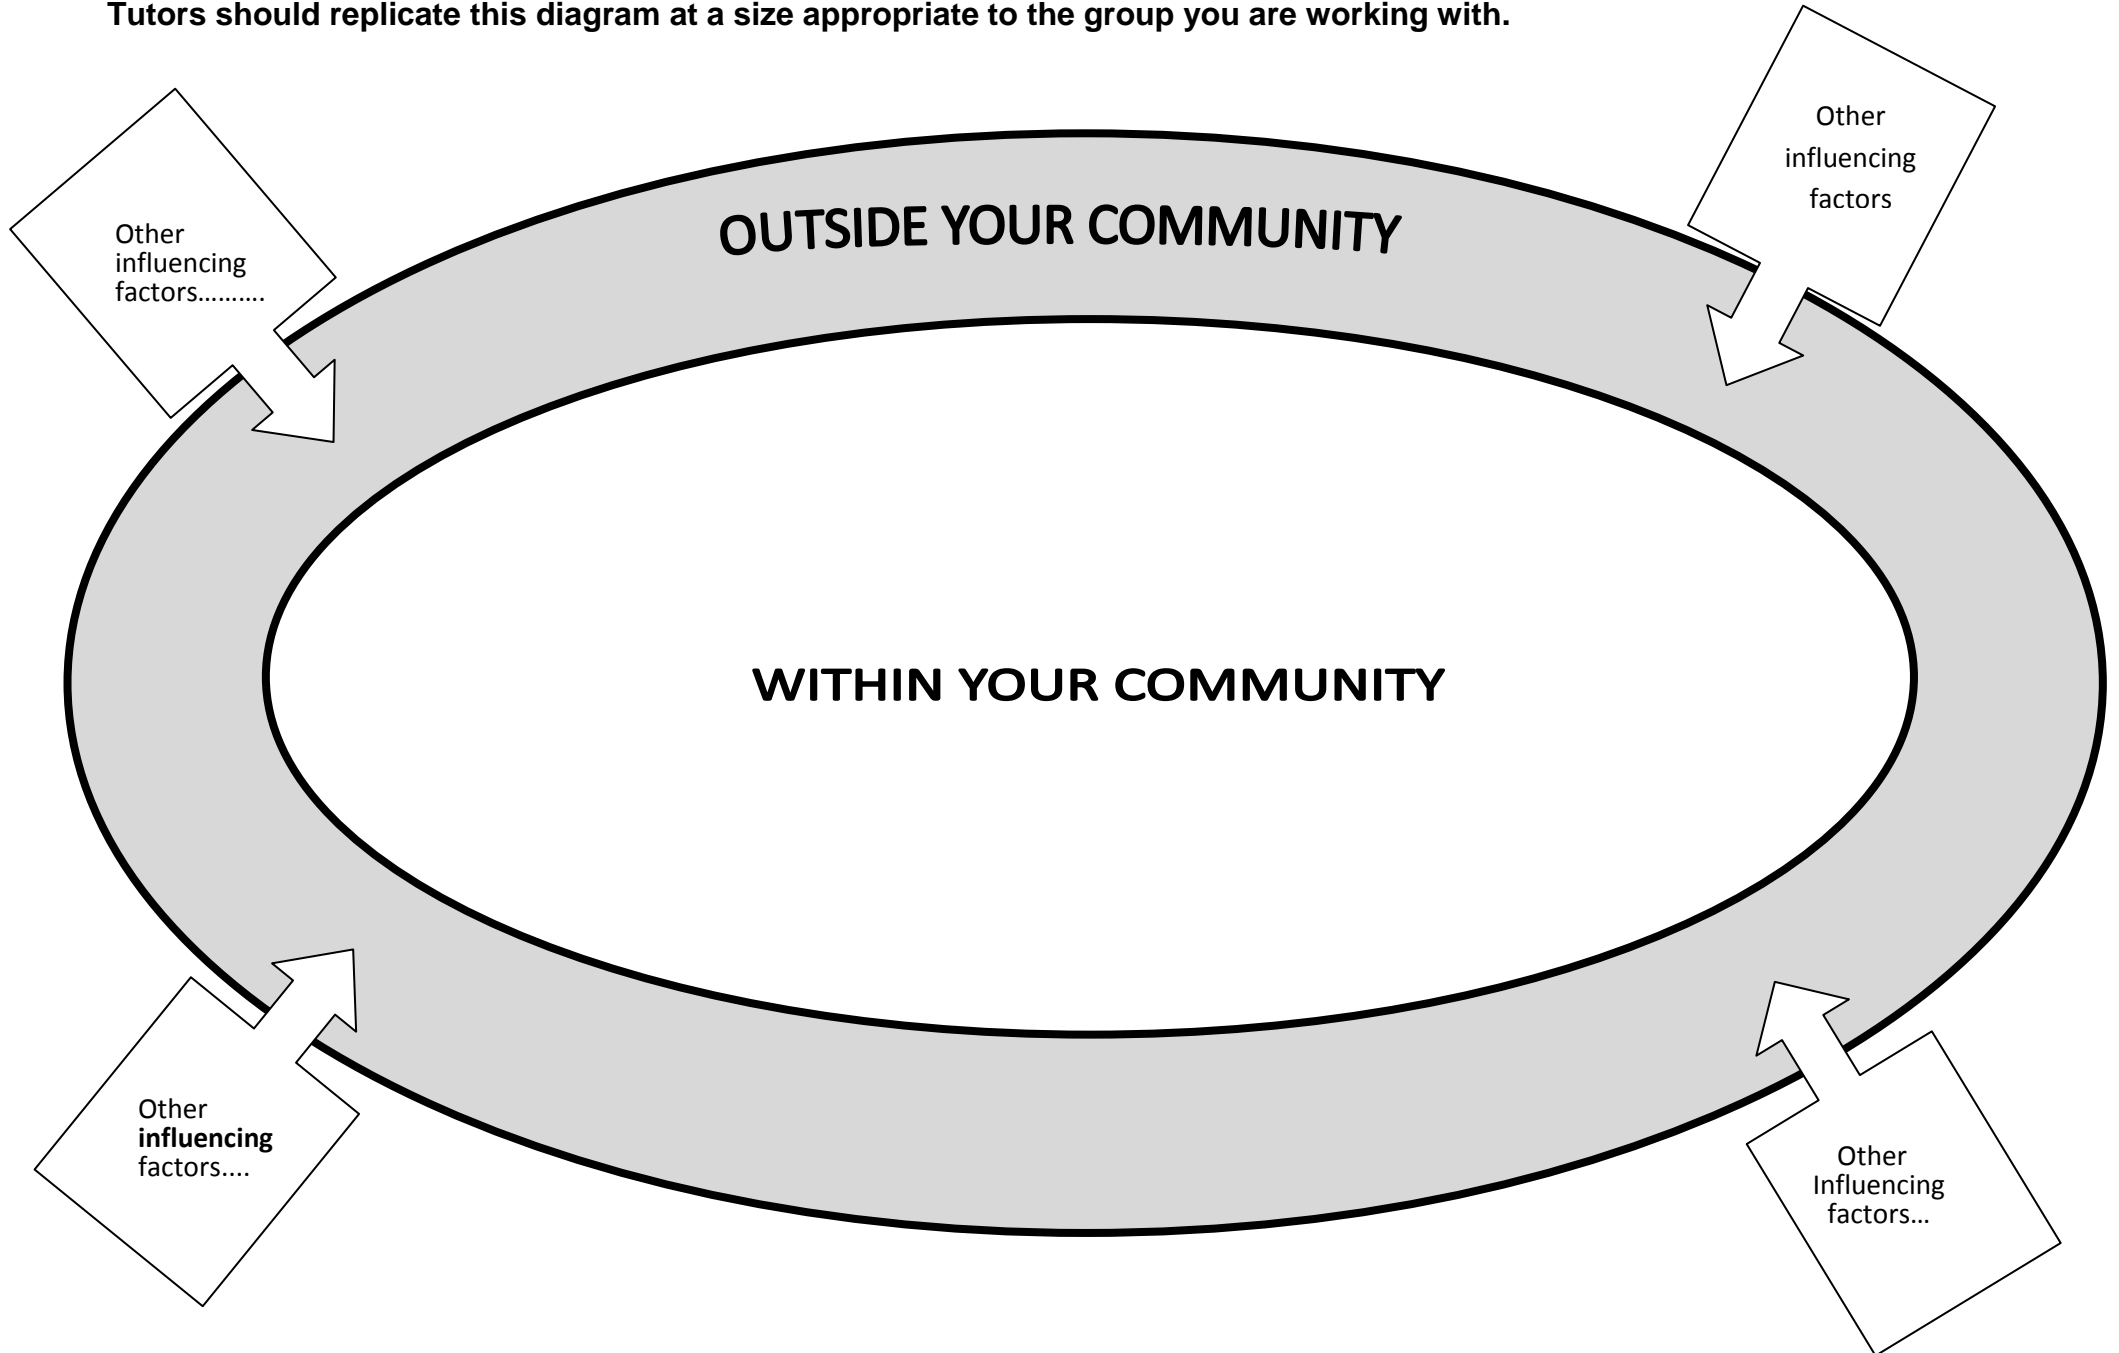 Tutors should replicate this diagram at a size appropriate to the group you are working with.
Other
influencing
factors
Other
influencing
factors……….
OUTSIDE YOUR COMMUNITY
WITHIN YOUR COMMUNITY
Other
influencing
factors....
Other
Influencing
factors…